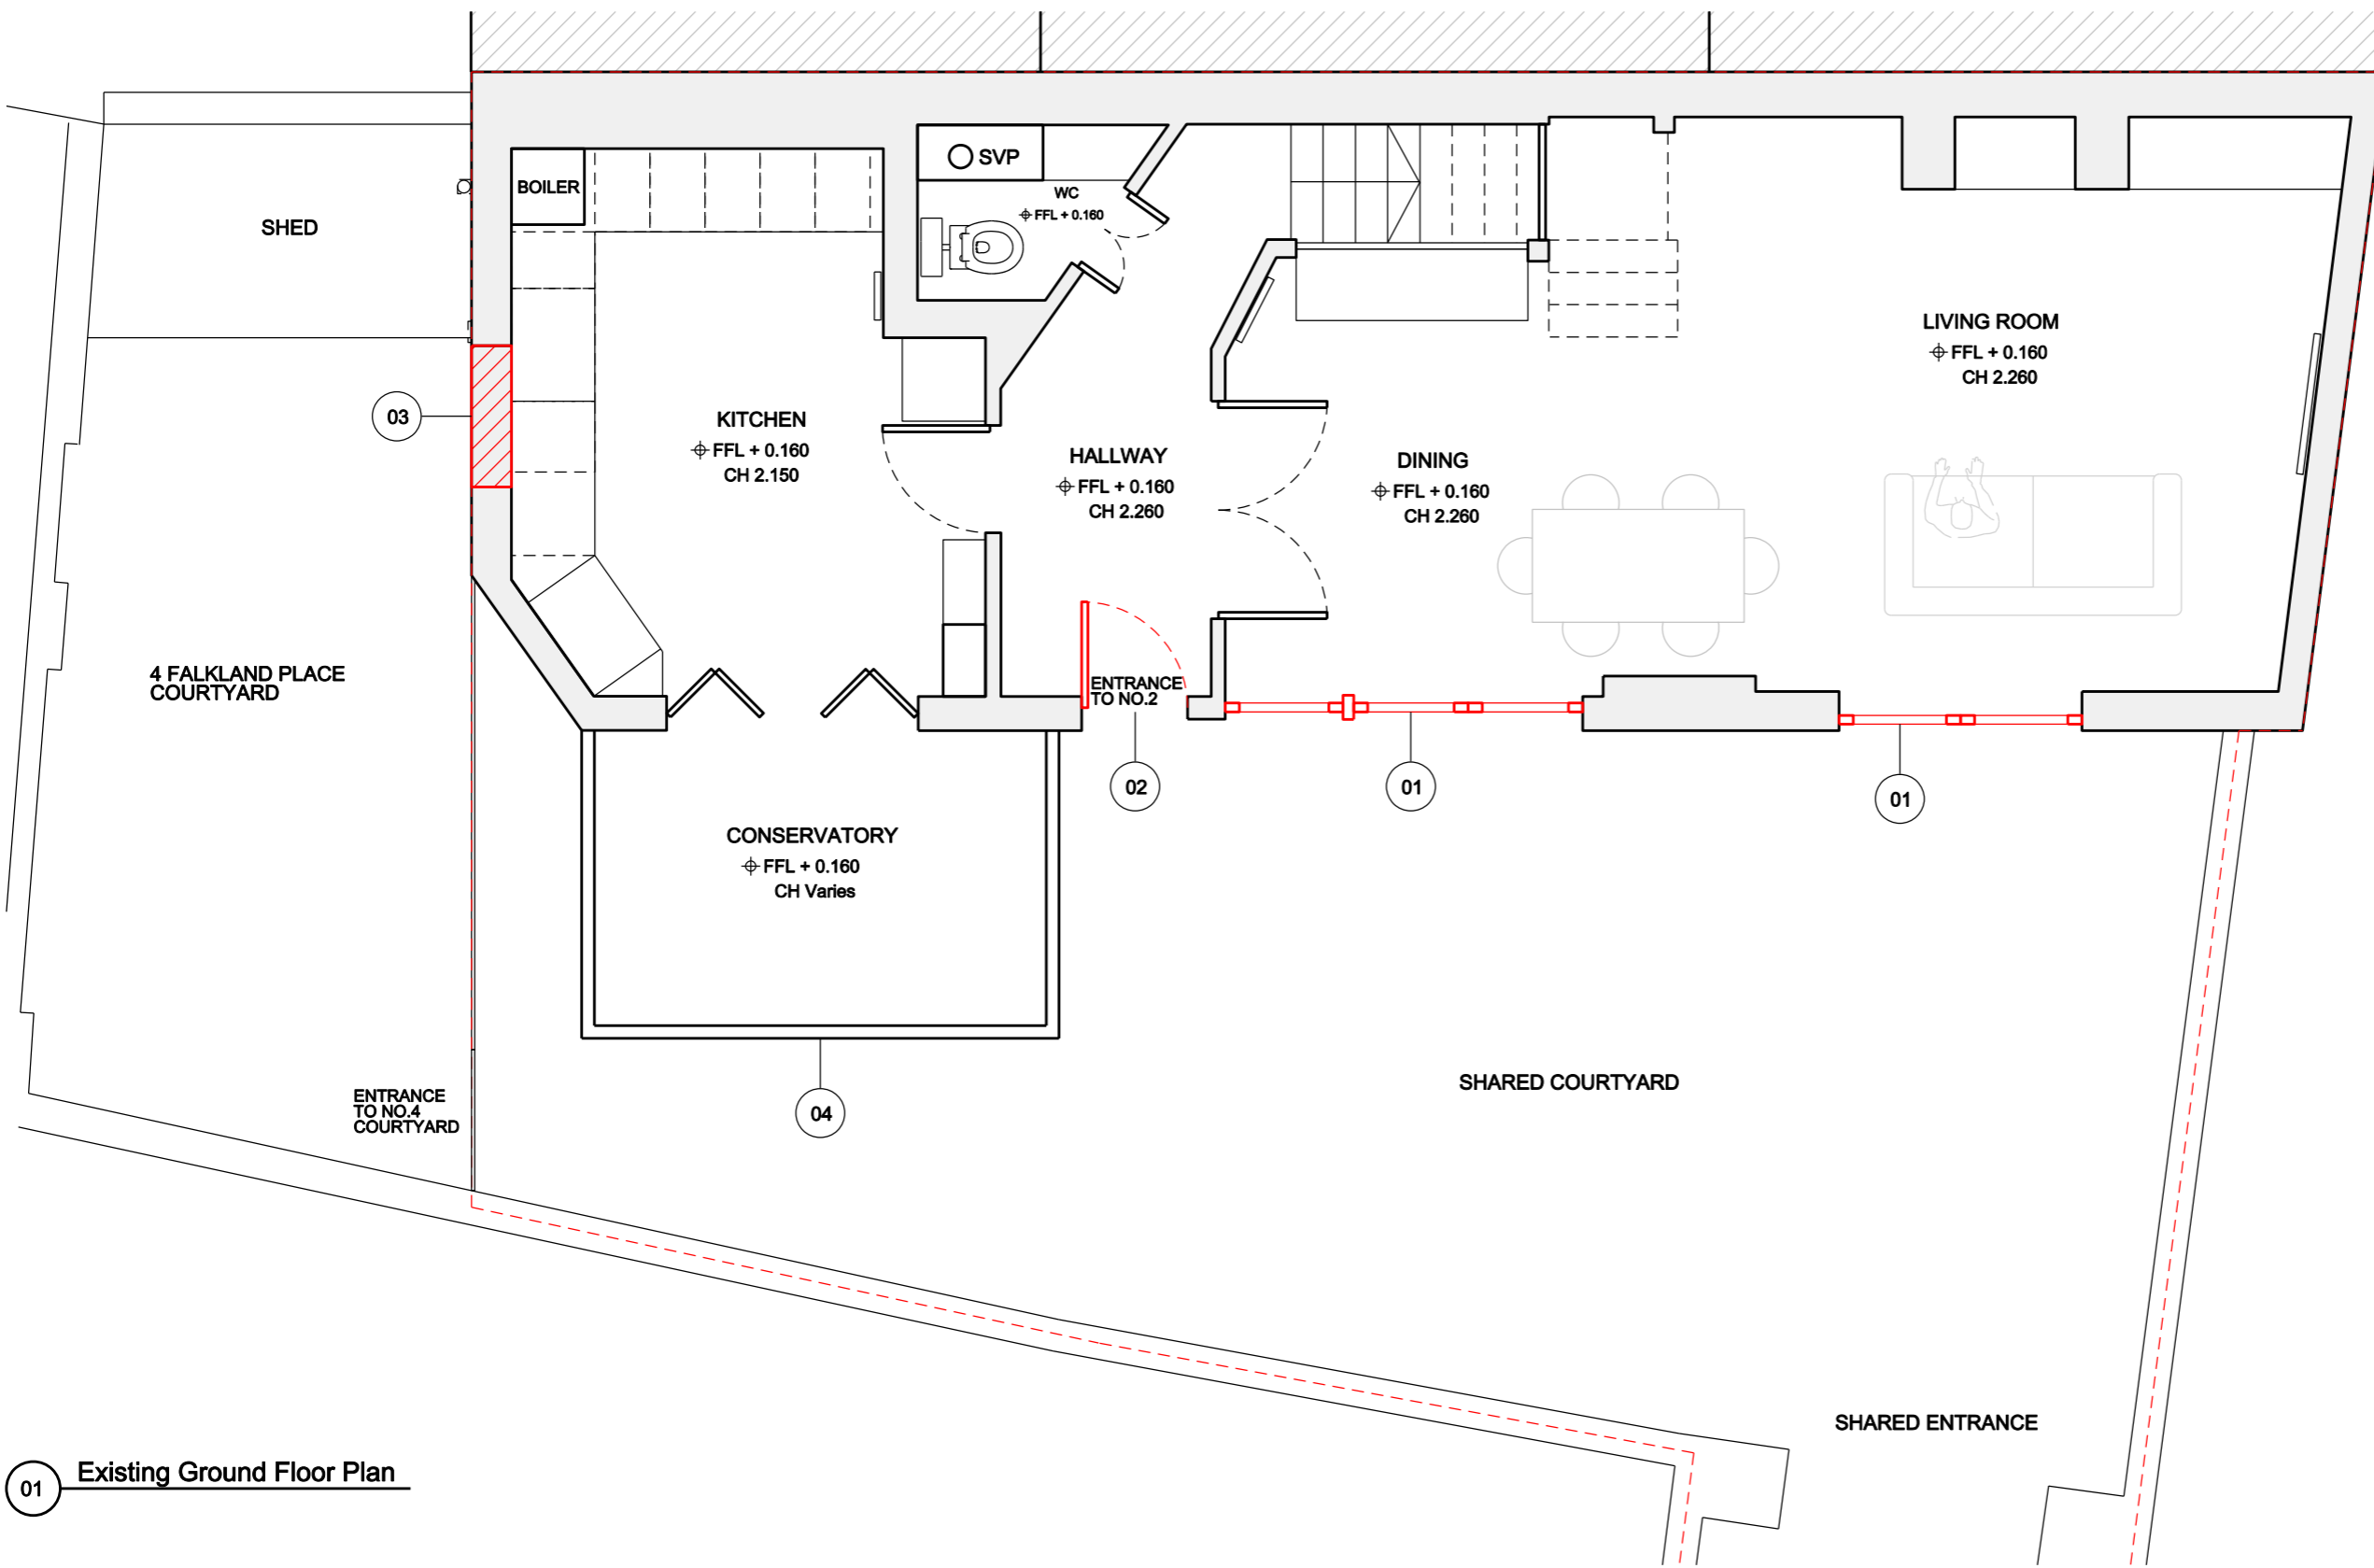 SVP
BOILER
WC
FFL + 0.160
SHED
LIVING ROOM
FFL + 0.160
CH 2.260
03
KITCHEN
FFL + 0.160
CH 2.150
HALLWAY
FFL + 0.160
CH 2.260
DINING
FFL + 0.160
CH 2.260
4 FALKLAND PLACE
COURTYARD
ENTRANCE
TO NO.2
02
01
01
CONSERVATORY
FFL + 0.160
CH Varies
SHARED COURTYARD
ENTRANCE
TO NO.4
COURTYARD
04
SHARED ENTRANCE
01
Existing Ground Floor Plan